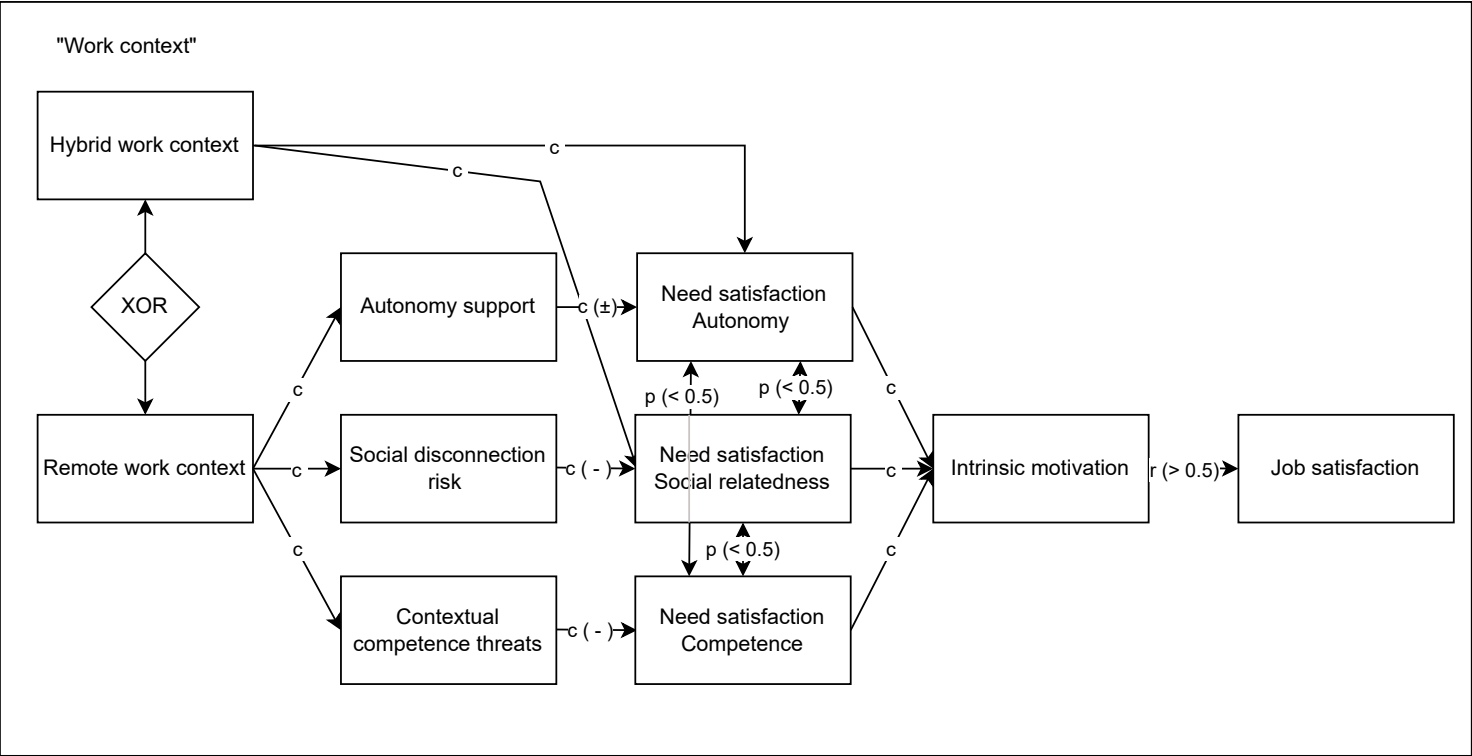 "Work context"
Hybrid work context
c
c
XOR
Autonomy support
c (±)
Need satisfaction
Autonomy
c
p (< 0.5)
p (< 0.5)
c
Remote work context
c
Social disconnection
risk
c ( - )
Need satisfaction
Social relatedness
c
Intrinsic motivation
r (> 0.5)
Job satisfaction
c
p (< 0.5)
c
Contextual
competence threats
c ( - )
Need satisfaction
Competence